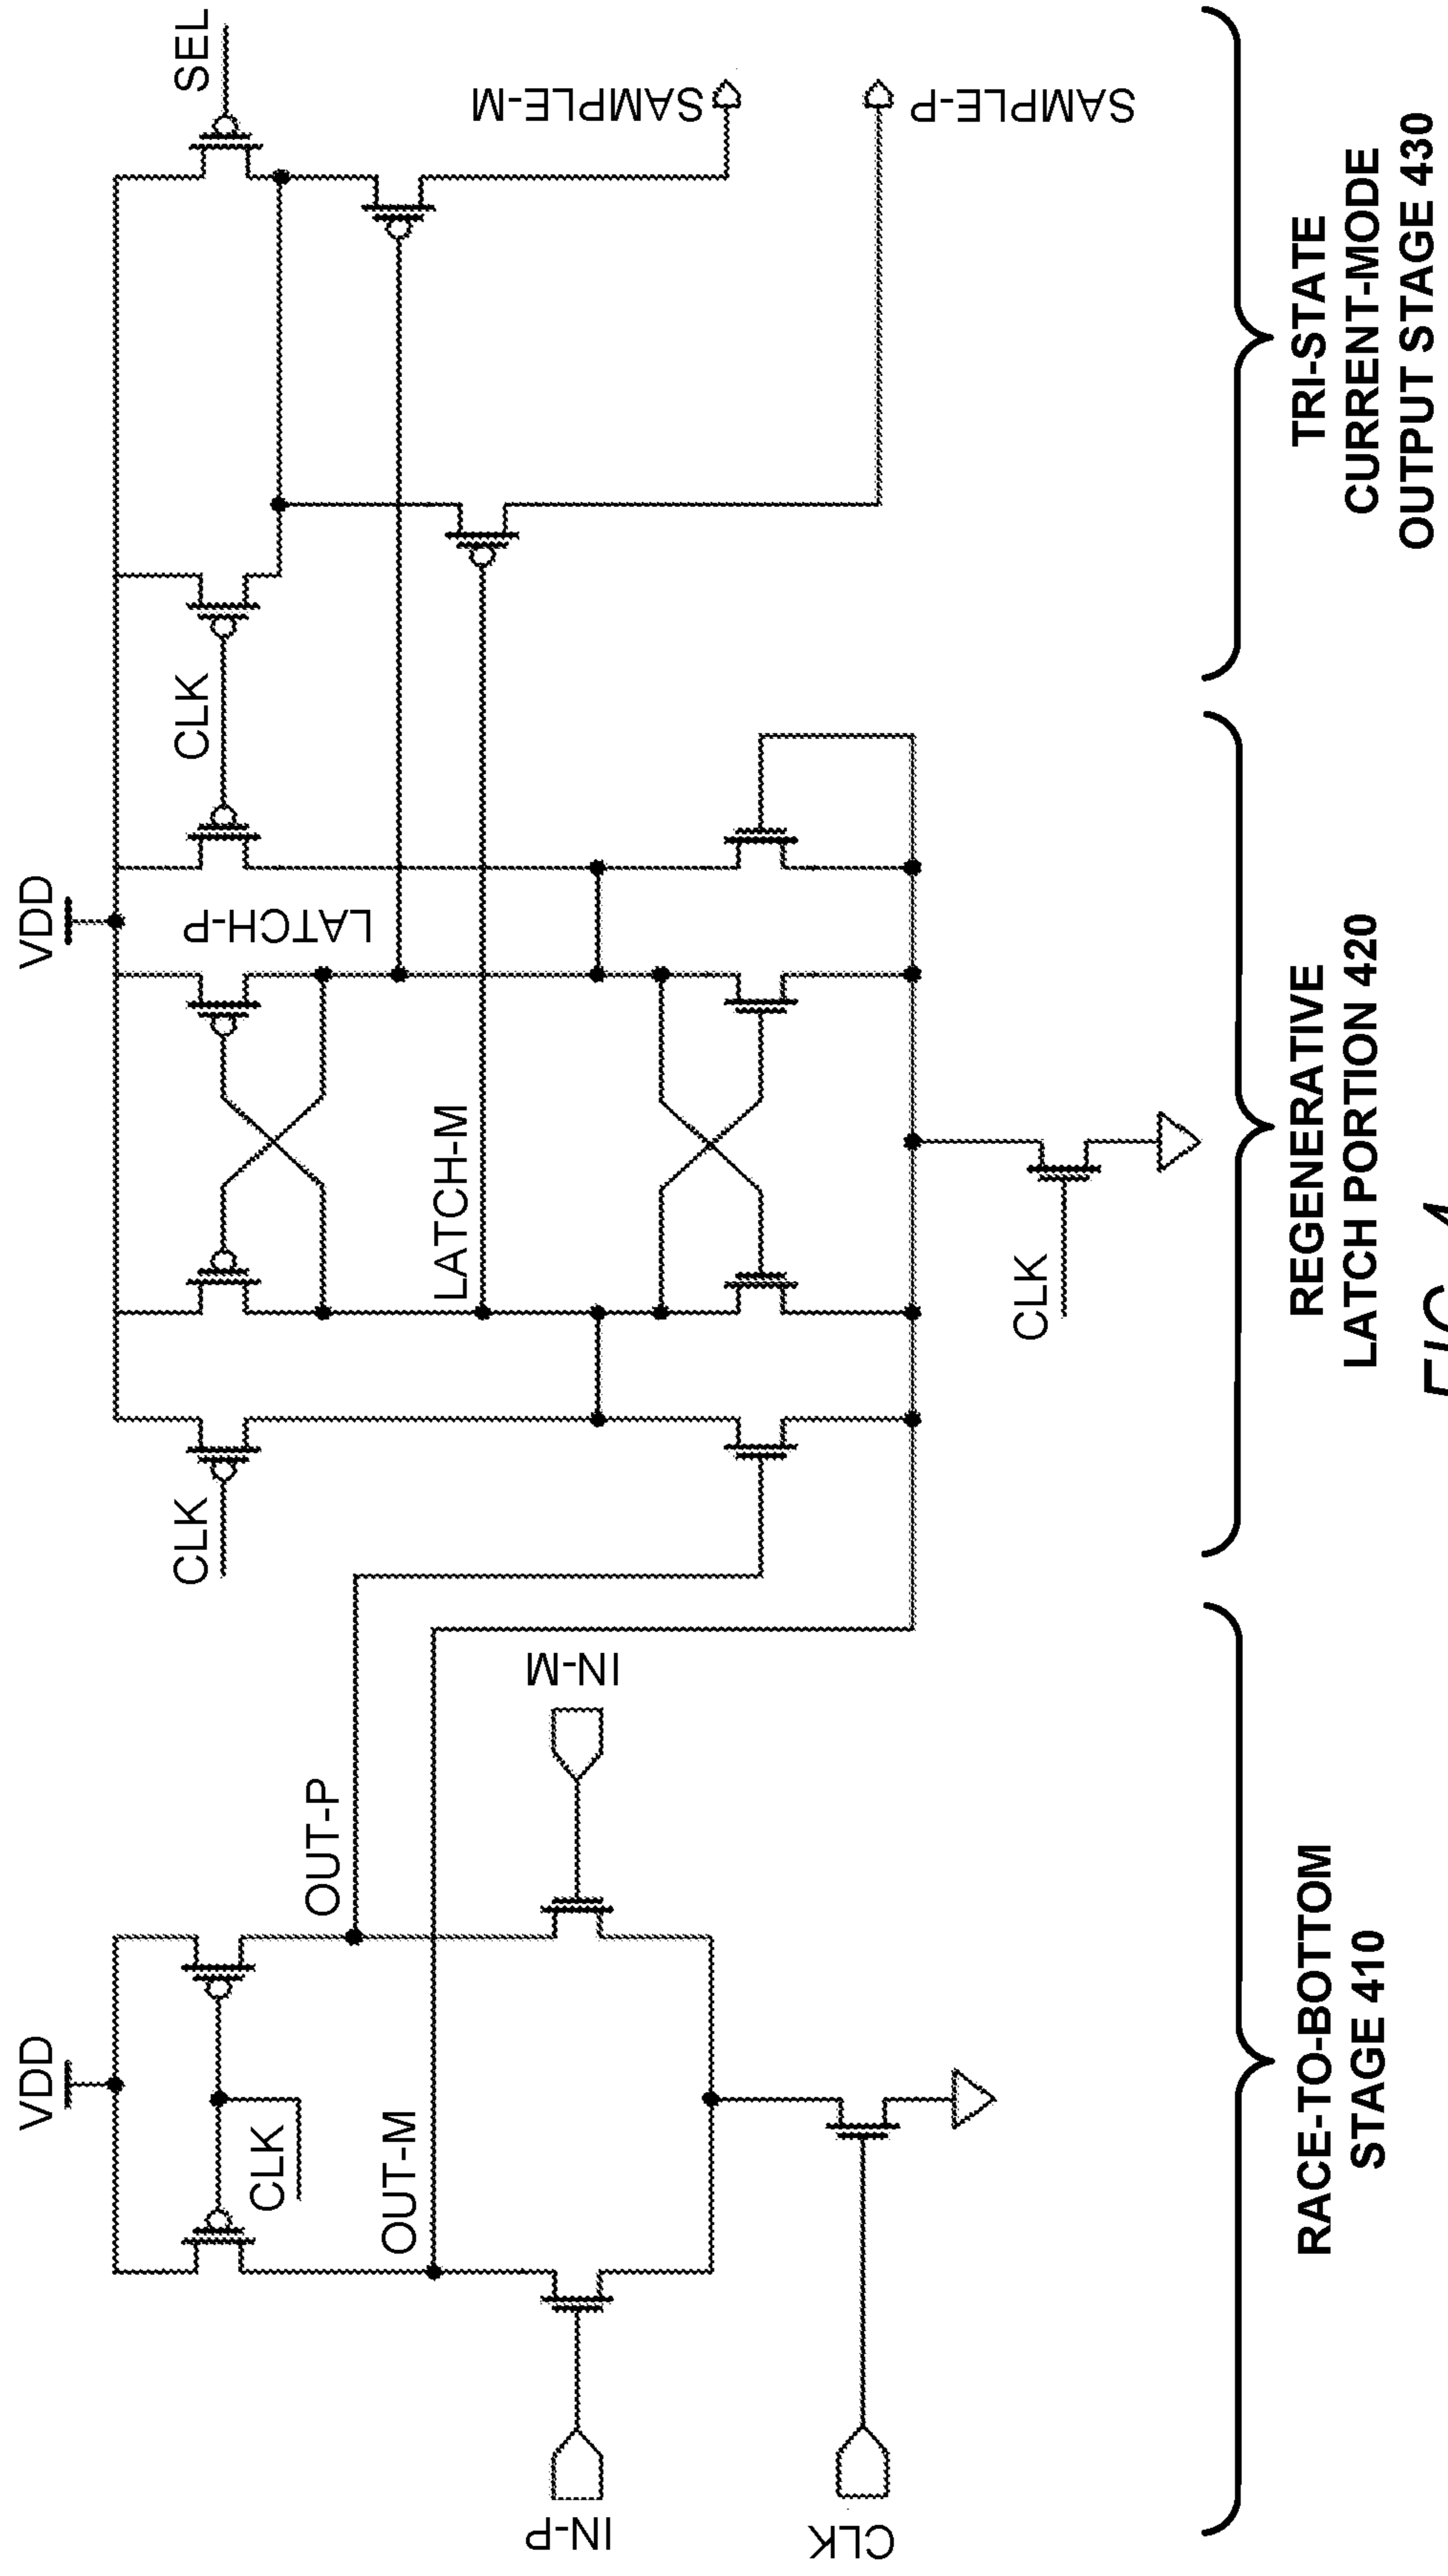 VDD
CLK
OUT-P
OUT-M
IN-P
IN-M
CLK
RACE-TO-BOTTOM
STAGE 410
VDD
CLK
LATCH-P
LATCH-M
CLK
CLK
REGENERATIVE
LATCH PORTION 420
SEL
SAMPLE-M
SAMPLE-P
TRI-STATE
CURRENT-MODE
OUTPUT STAGE 430